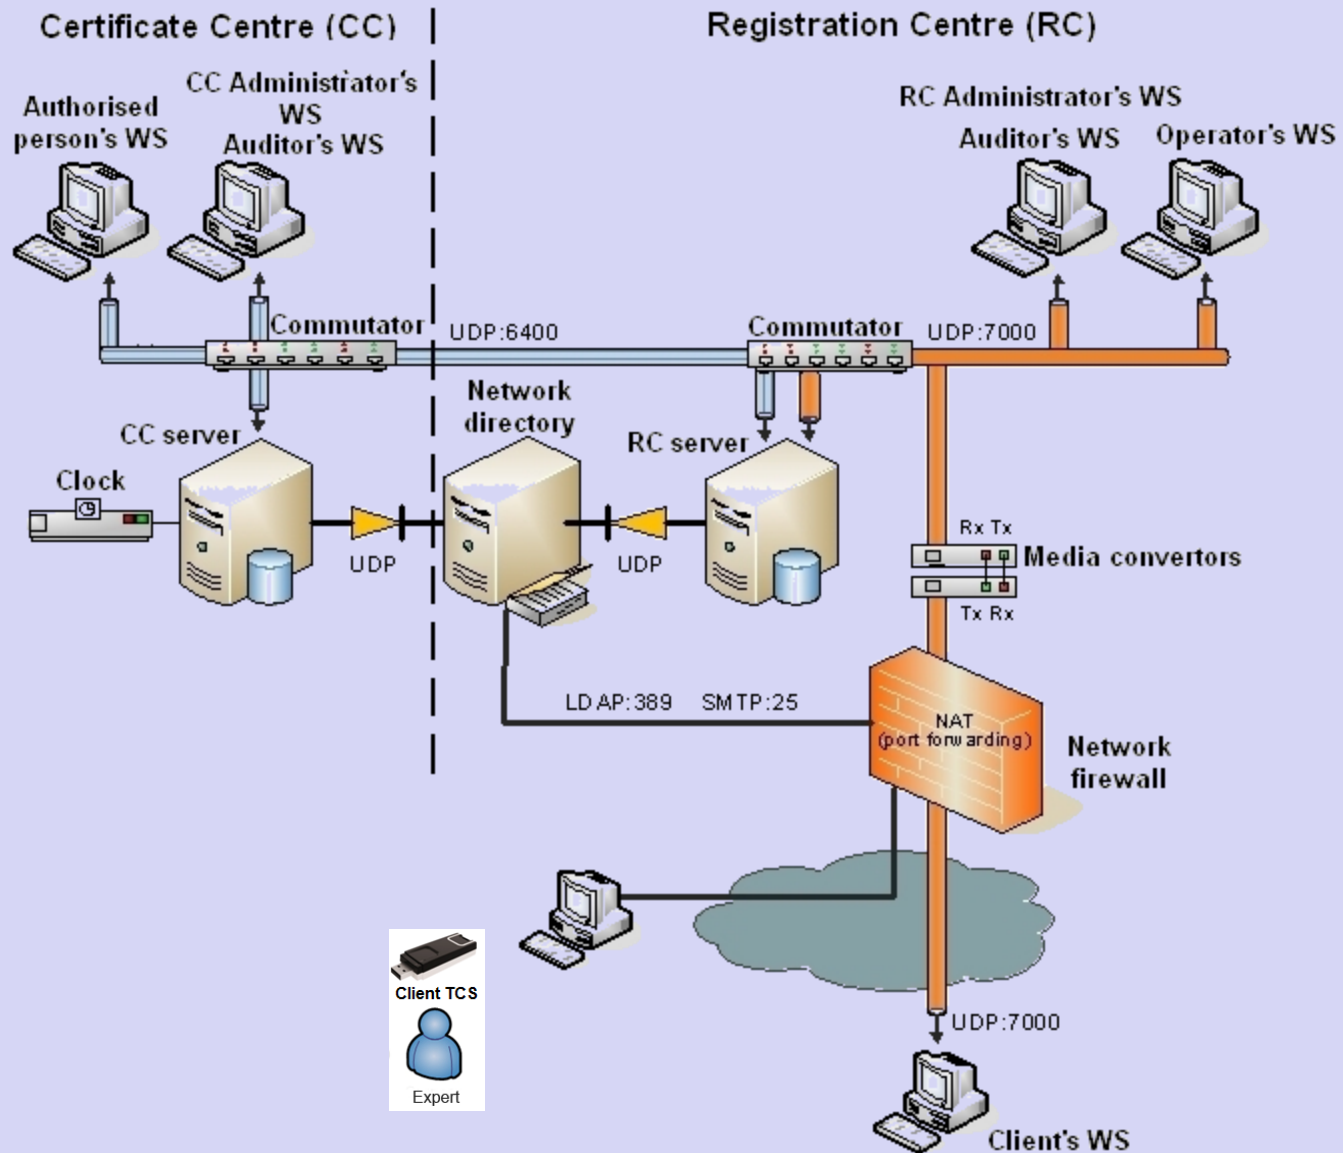 Certificate Centre (CC)
Registration Centre (RC)
Authorised
person's WS
CC Administrator's
WS
Auditor's WS
RC Administrator's WS
Auditor's WS
Operator's WS
Commutator
UDP:6400
Commutator
UDP:7000
Network
directory
CC server
RC server
Clock
UDP
UDP
Rx Tx
Media convertors
Tx Rx
LDAP:389 SMTP:25
NAT
(port forwarding)
Network
firewall
Client TCS
Expert
UDP:7000
Client's WS